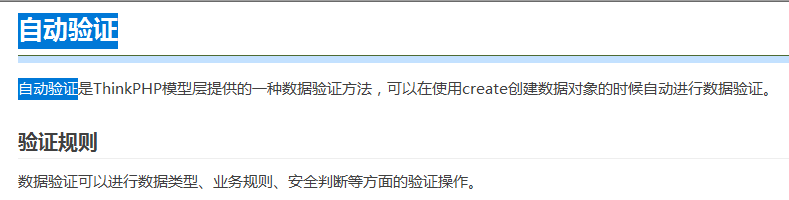 自动验证
自动验证是ThinkPHP模型层提供的一种数据验证方法，可以在使用create创建数据对象的时候自动进行数据验证。
验证规则
数据验证可以进行数据类型、业务规则、安全判断等方面的验证操作。